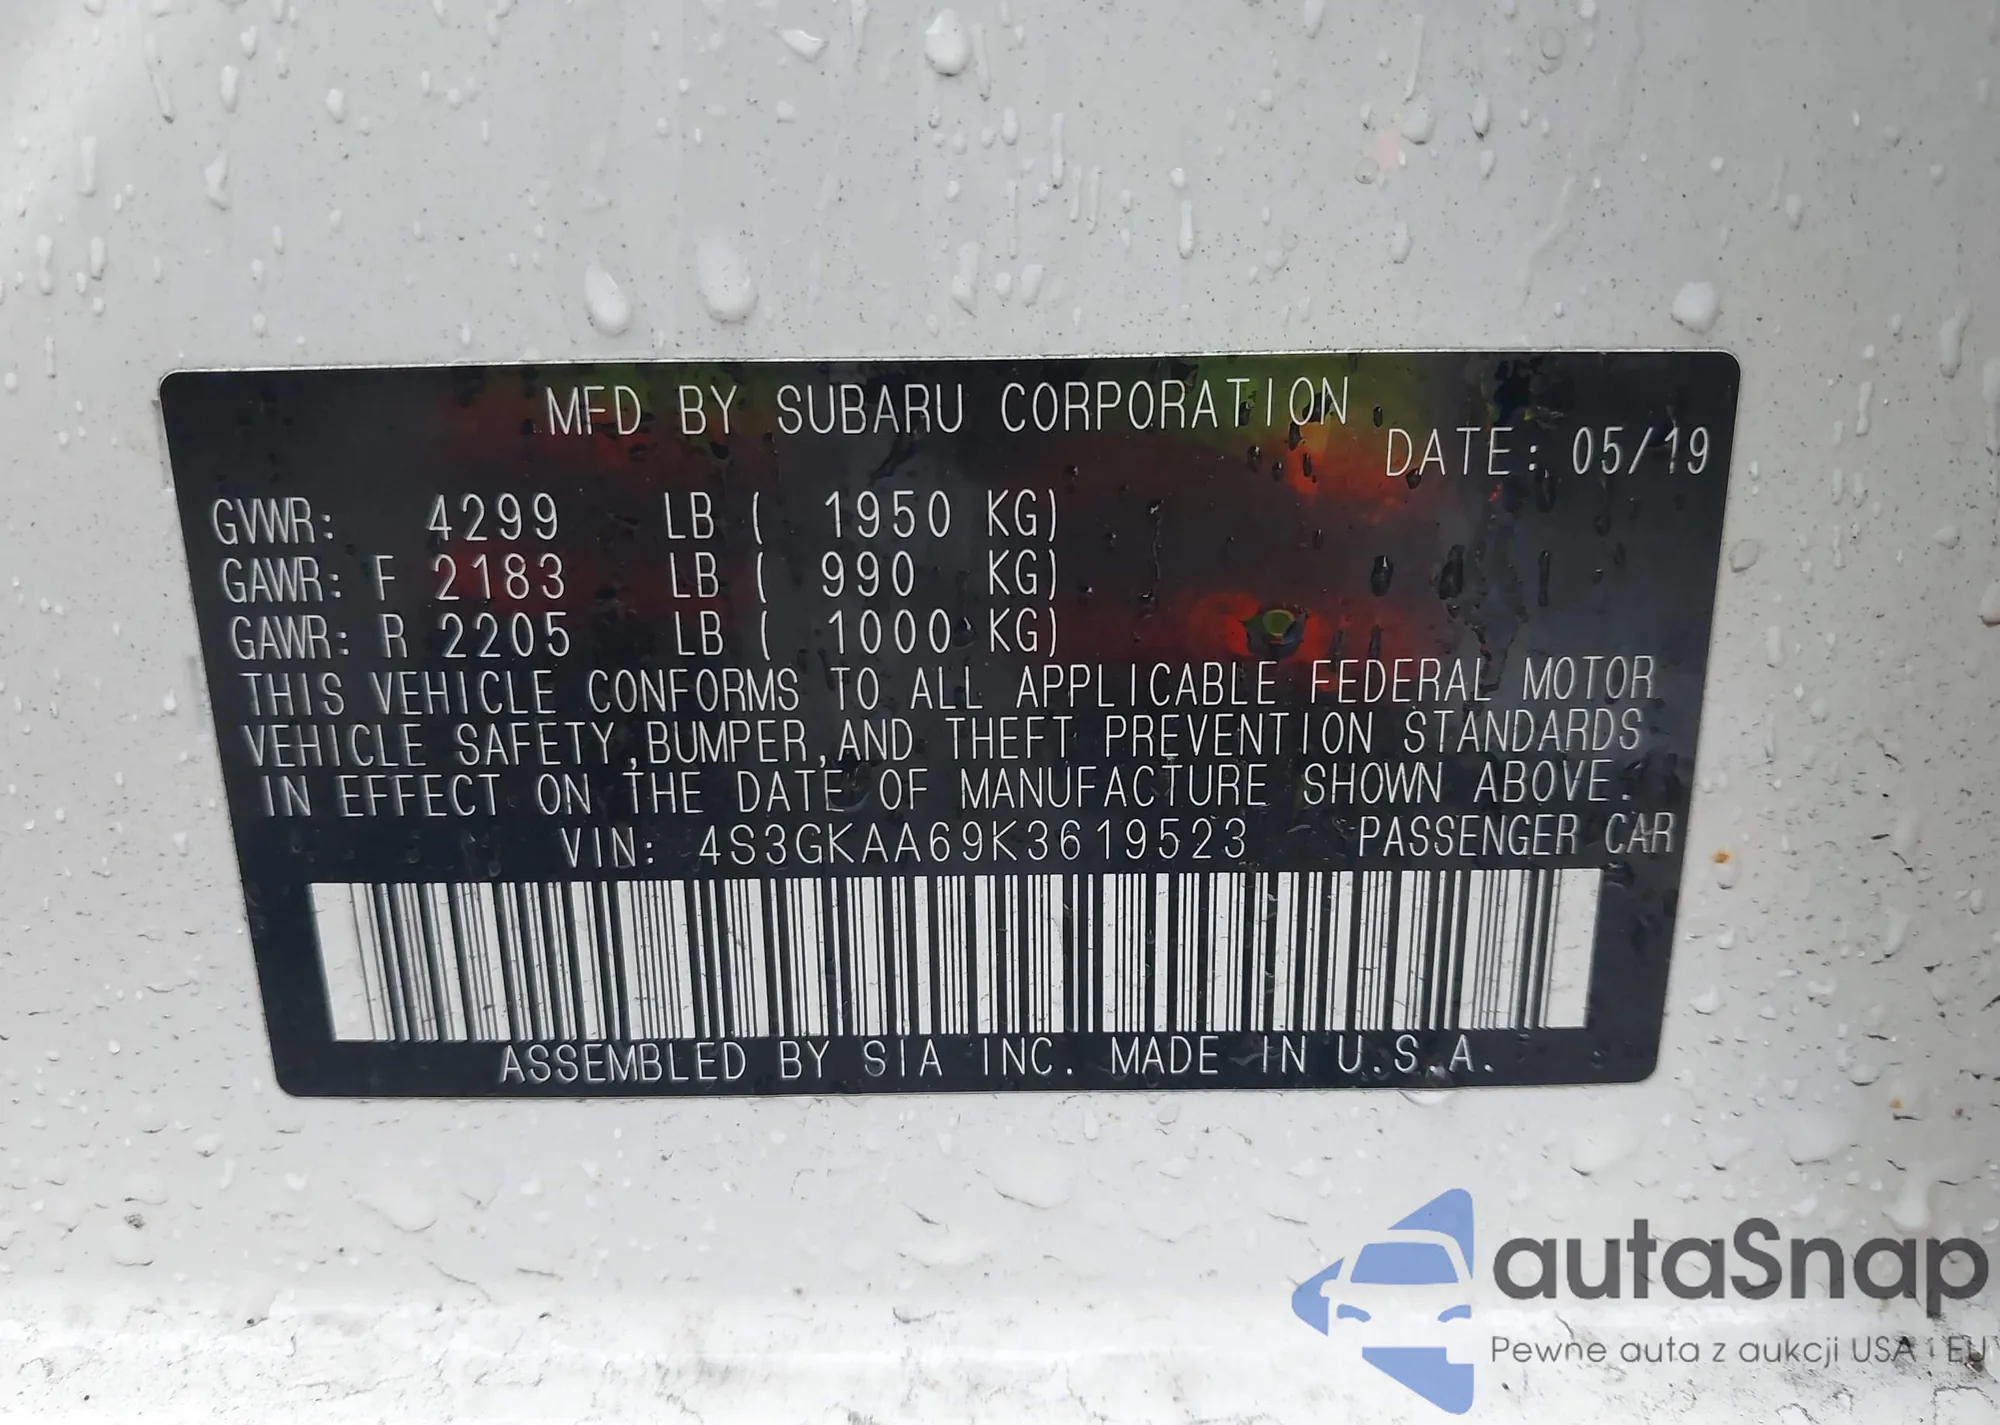 MFD BY SUBARU CORPORATION
DATE: 05/19
GVWR: 4299 LB ( 1950 KG)
GAWR: F 2183 LB ( 990 KG)
GAWR: R 2205 LB ( 1000 KG)
THIS VEHICLE CONFORMS TO ALL APPLICABLE FEDERAL MOTOR
VEHICLE SAFETY,BUMPER,AND THEFT PREVENTION STANDARDS
IN EFFECT ON THE DATE OF MANUFACTURE SHOWN ABOVE.
VIN: 4S3GKAA69K3619523 PASSENGER CAR
ASSEMBLED BY SIA INC. MADE IN U.S.A.
autaSnap
Pewne auta z aukcji USA i EU